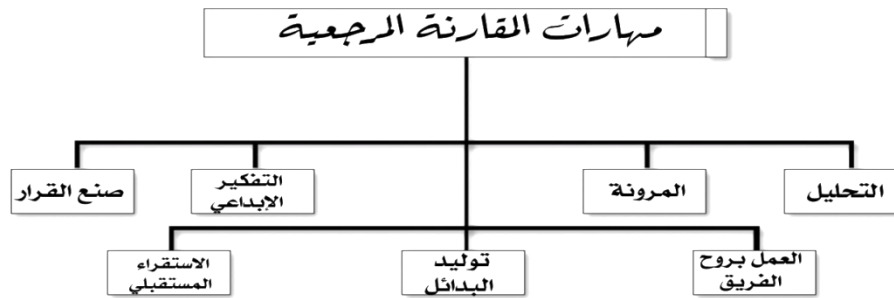 مهارات المقارنة المرجعية
التحليل
المرونة
التفكير
الإبداعي
صنع القرار
العمل بروح
الفريق
توليد
البدائل
الاستقراء
المستقبلي